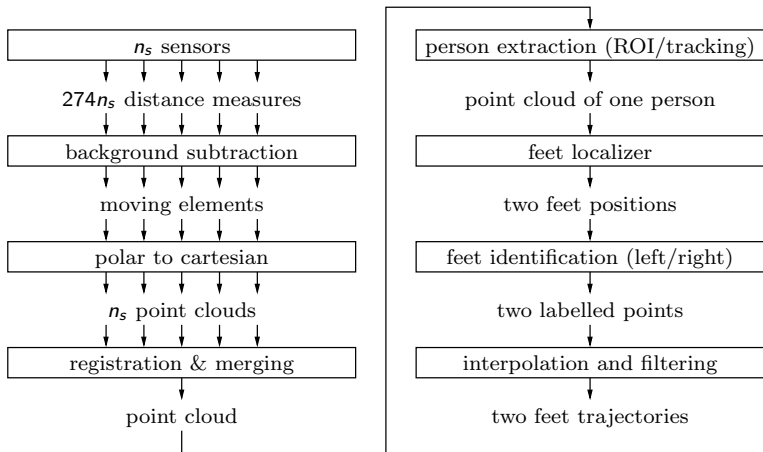 n_s sensors
274n_s distance measures
background subtraction
moving elements
polar to cartesian
n_s point clouds
registration & merging
point cloud
person extraction (ROI/tracking)
point cloud of one person
feet localizer
two feet positions
feet identification (left/right)
two labelled points
interpolation and filtering
two feet trajectories